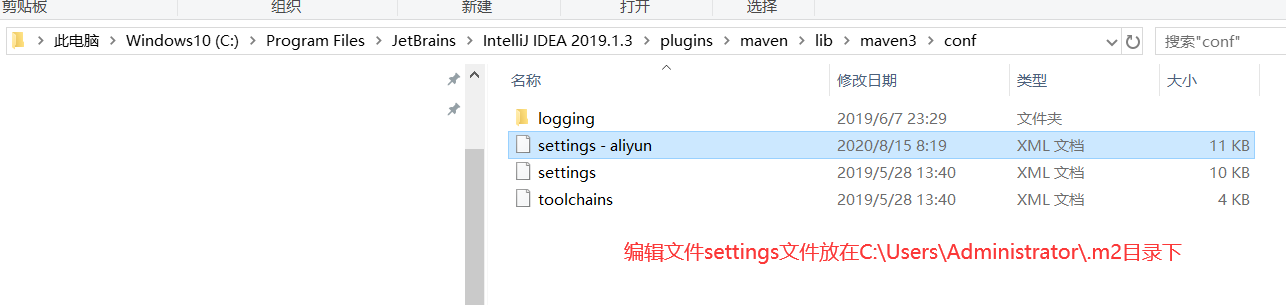 剪贴板 组织 新建 打开 选择
此电脑 > Windows10 (C:) > Program Files > JetBrains > IntelliJ IDEA 2019.1.3 > plugins > maven > lib > maven3 > conf 搜索"conf"
名称 修改日期 类型 大小
logging 2019/6/7 23:29 文件夹
settings - aliyun 2020/8/15 8:19 XML 文档 11 KB
settings 2019/5/28 13:40 XML 文档 10 KB
toolchains 2019/5/28 13:40 XML 文档 4 KB
编辑文件settings文件放在C:\Users\Administrator\.m2目录下